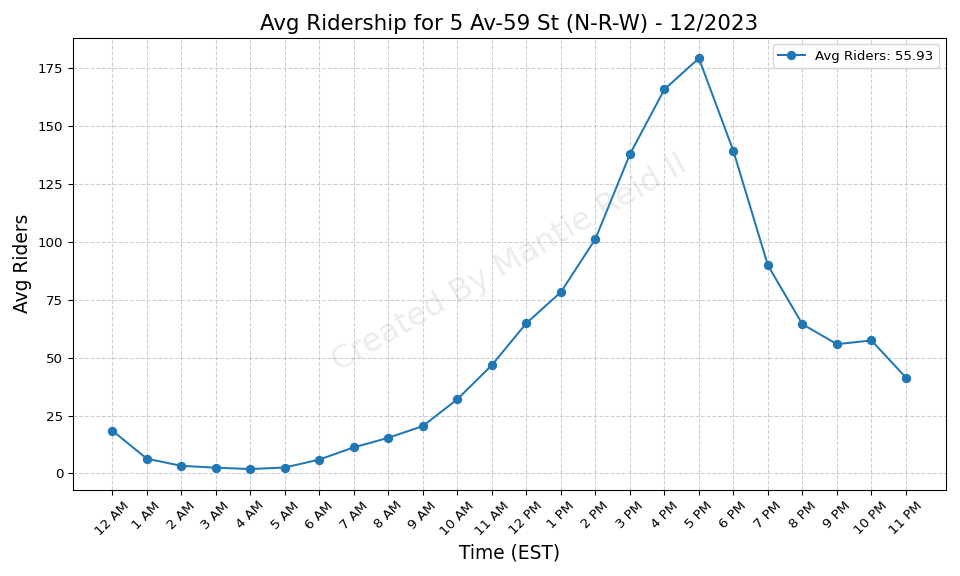 Avg Ridership for 5 Av-59 St (N-R-W) - 12/2023
Avg Riders: 55.93
175
150
125
100
75
50
25
0
Avg Riders
Created By Mantle Reid II
12 AM
1 AM
2 AM
3 AM
4 AM
5 AM
6 AM
7 AM
8 AM
9 AM
10 AM
11 AM
12 PM
1 PM
2 PM
3 PM
4 PM
5 PM
6 PM
7 PM
8 PM
9 PM
10 PM
11 PM
Time (EST)